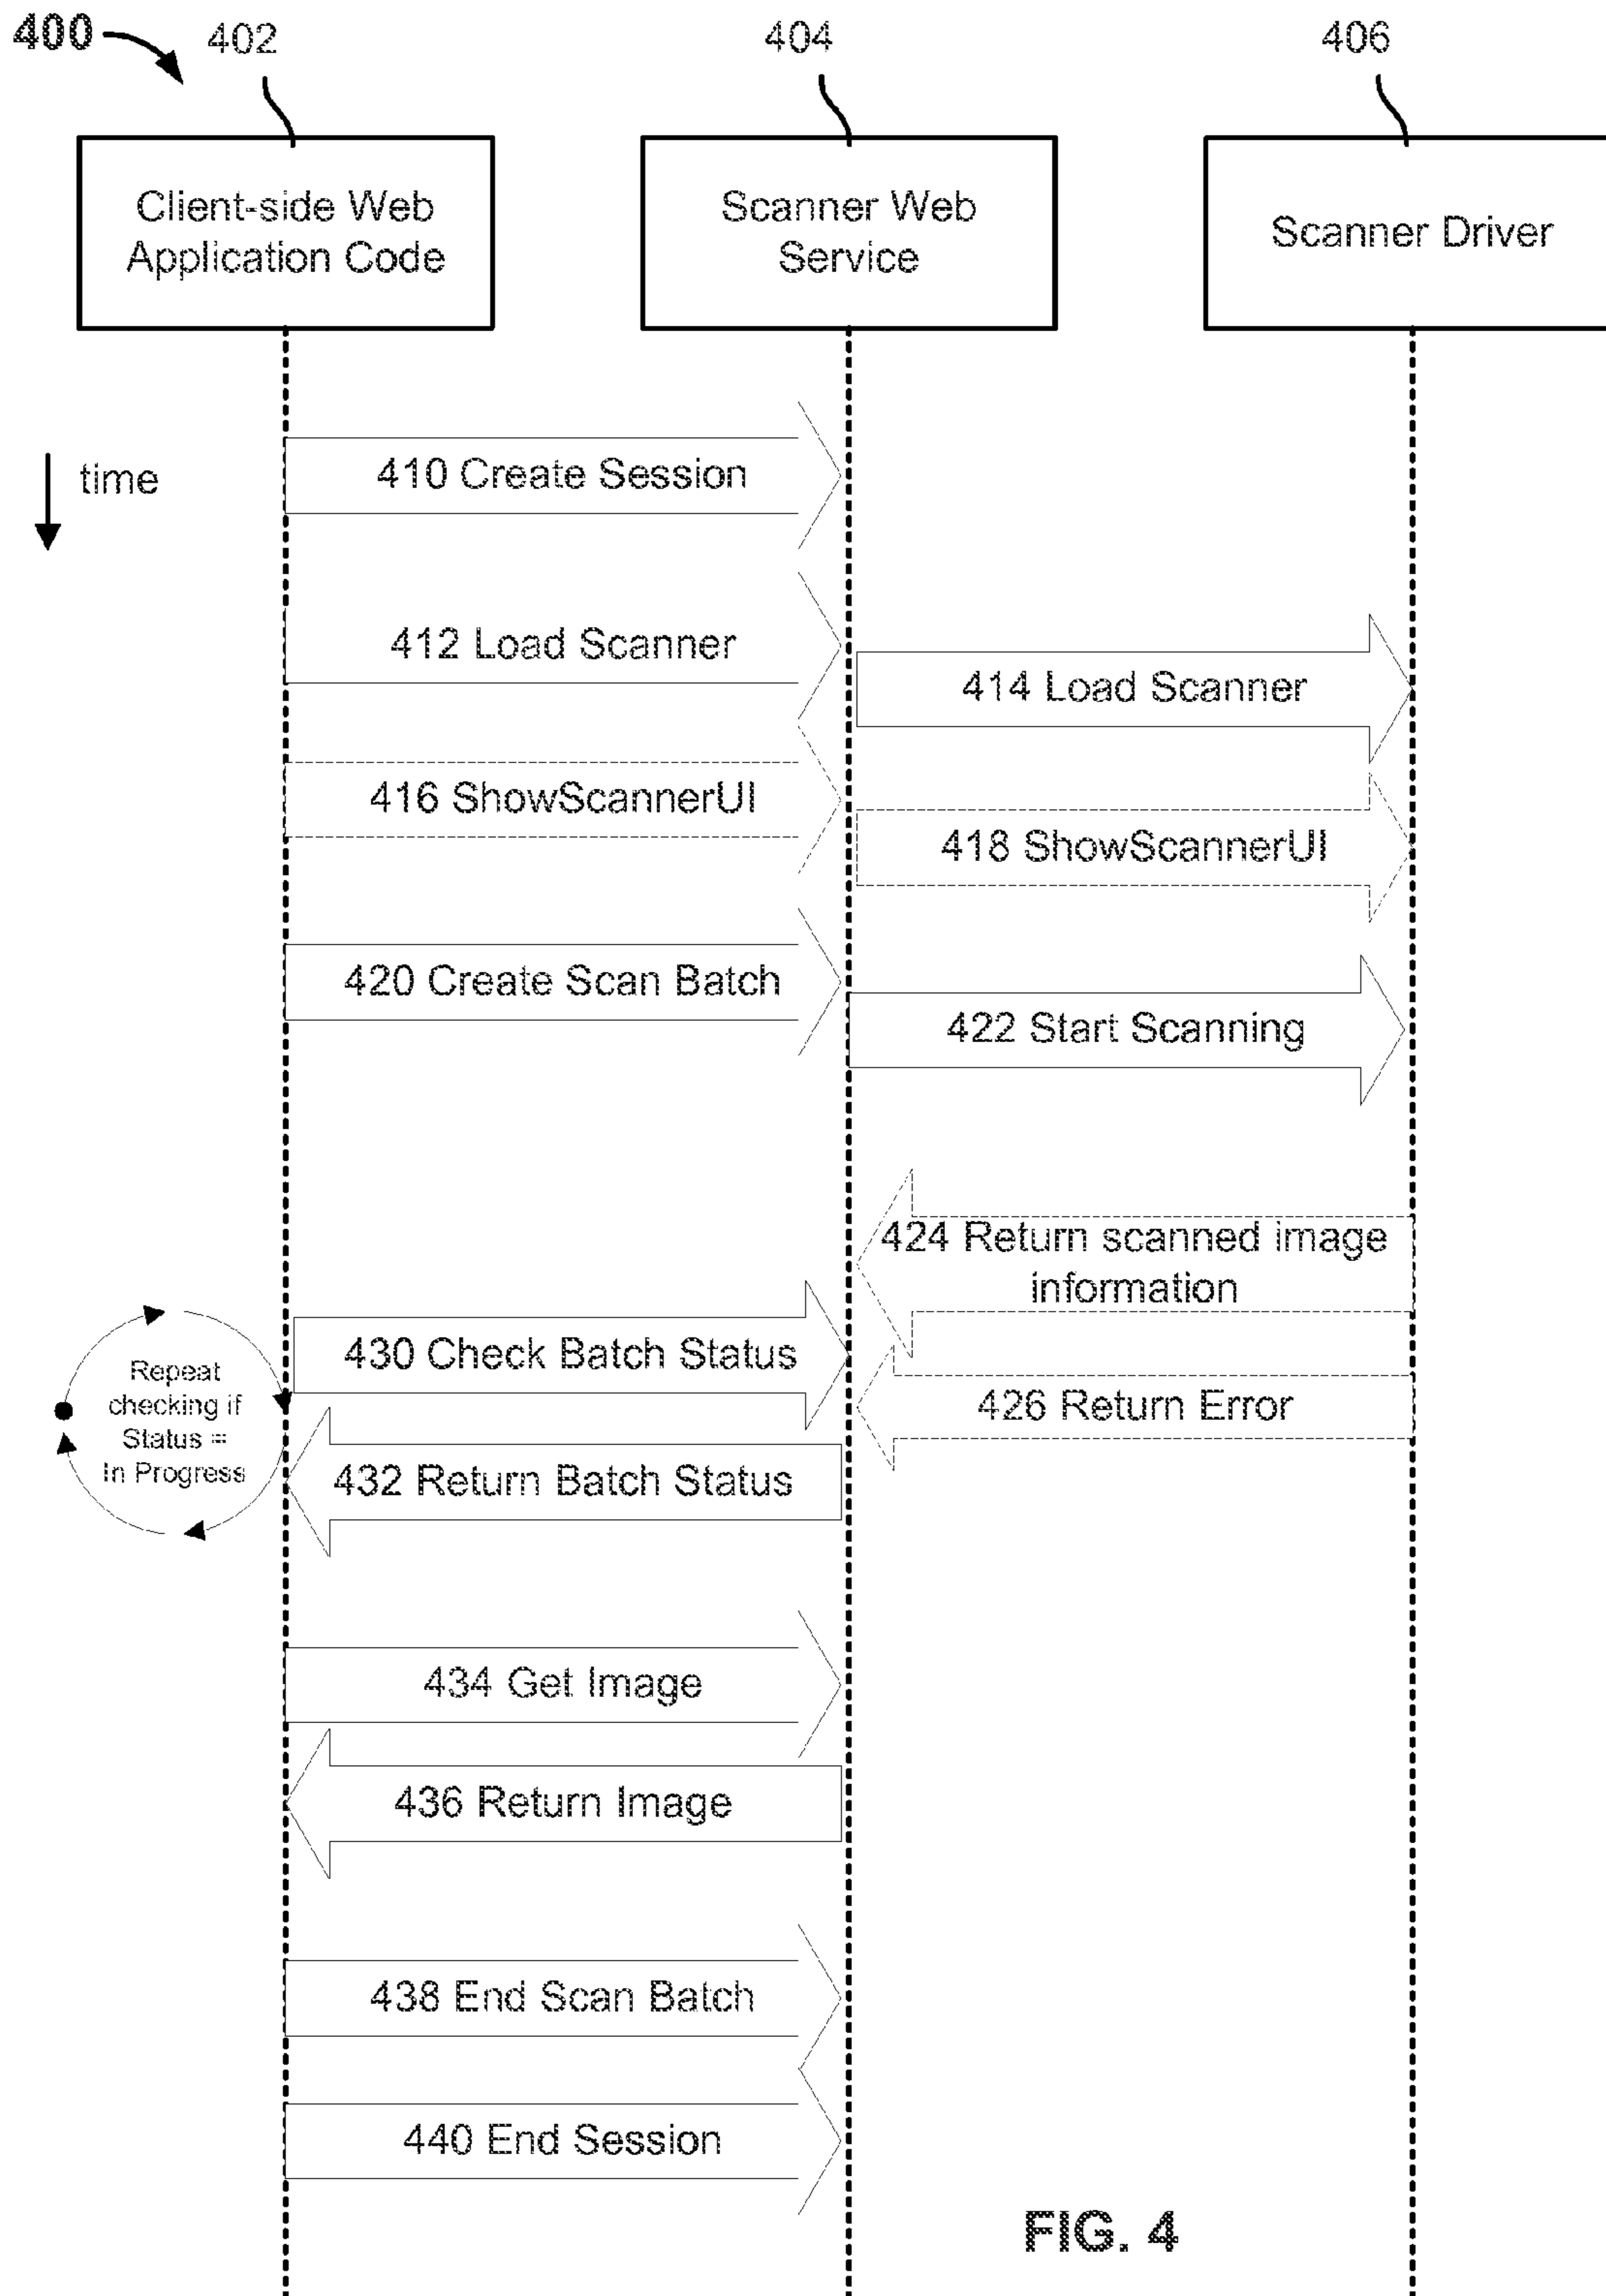 400
402
404
406
Client-side Web
Application Code
Scanner Web
Service
Scanner Driver
time
410 Create Session
412 Load Scanner
414 Load Scanner
416 ShowScannerUI
418 ShowScannerUI
420 Create Scan Batch
422 Start Scanning
424 Return scanned image
information
430 Check Batch Status
426 Return Error
Repeat
checking if
Status =
In Progress
432 Return Batch Status
434 Get Image
436 Return Image
438 End Scan Batch
440 End Session
FIG. 4